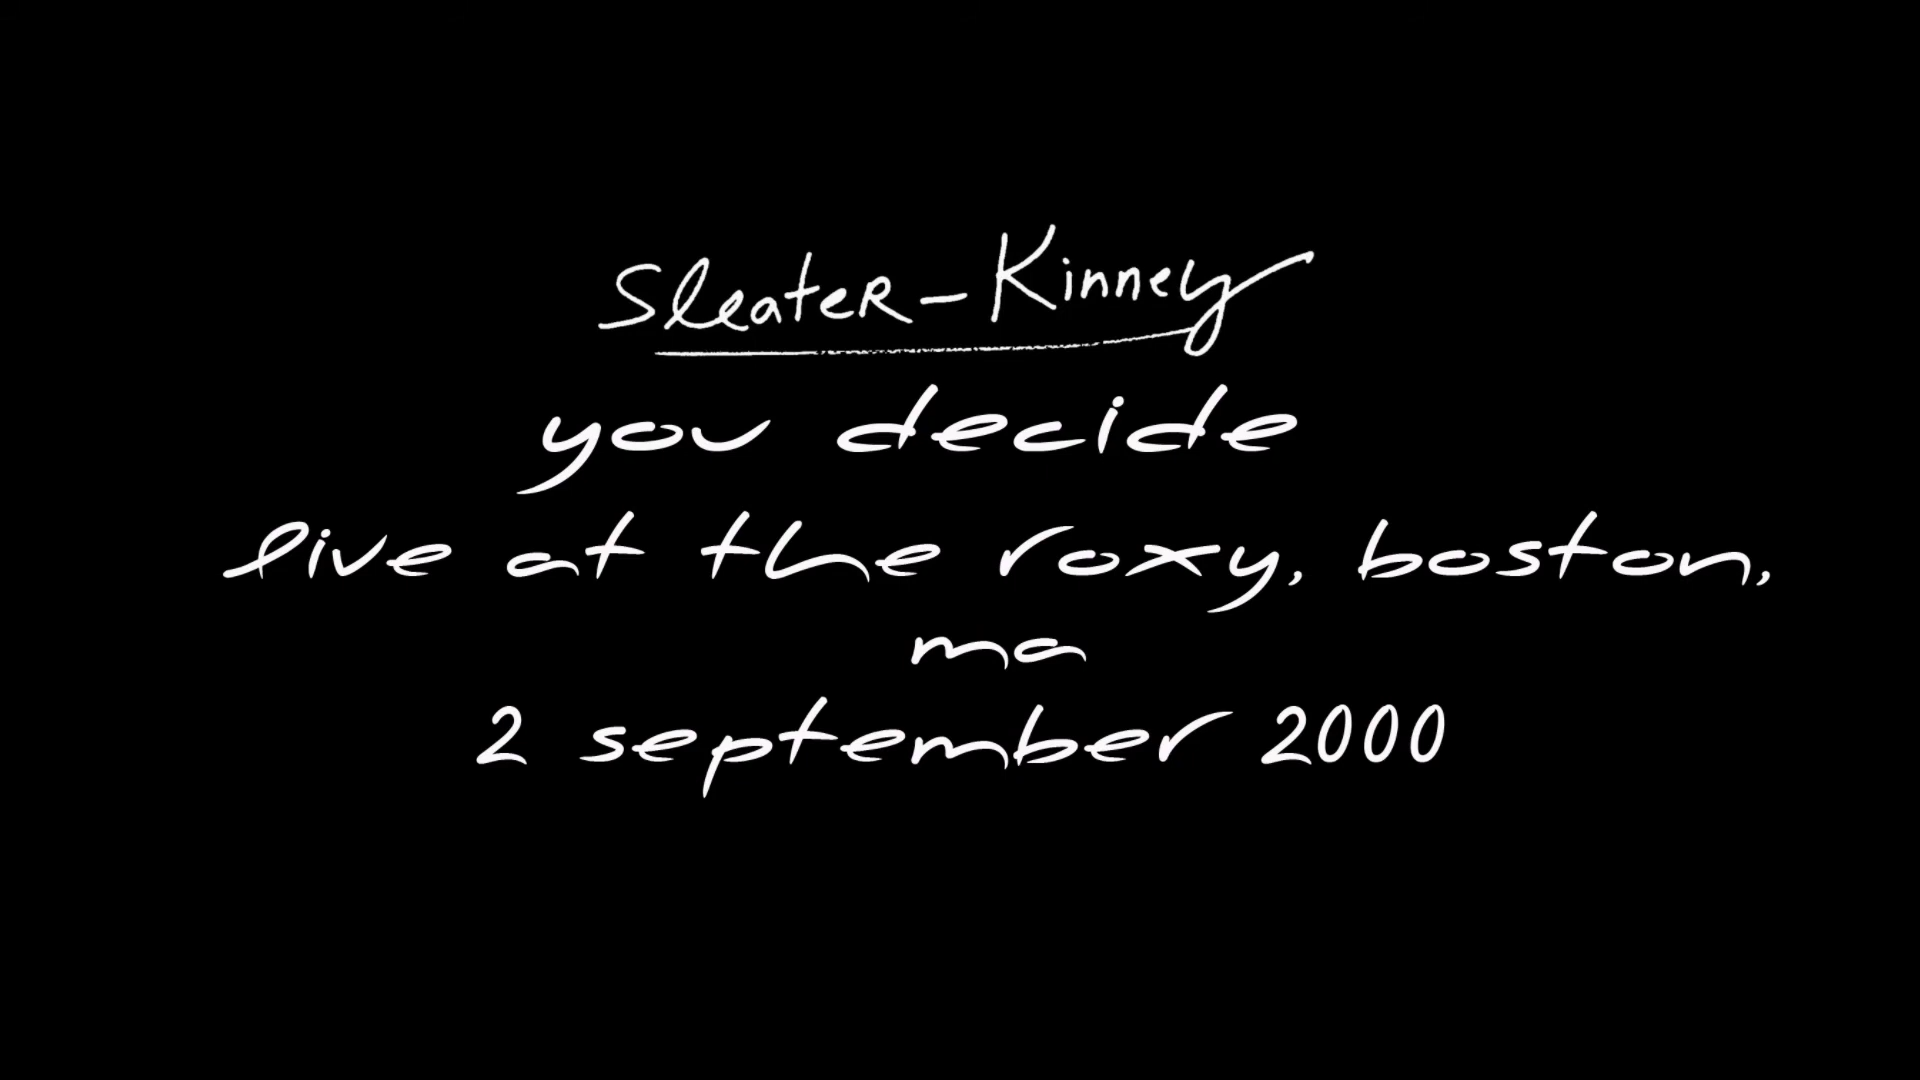 Sleater-Kinney
you decide
live at the roxy, boston,
ma
2 september 2000